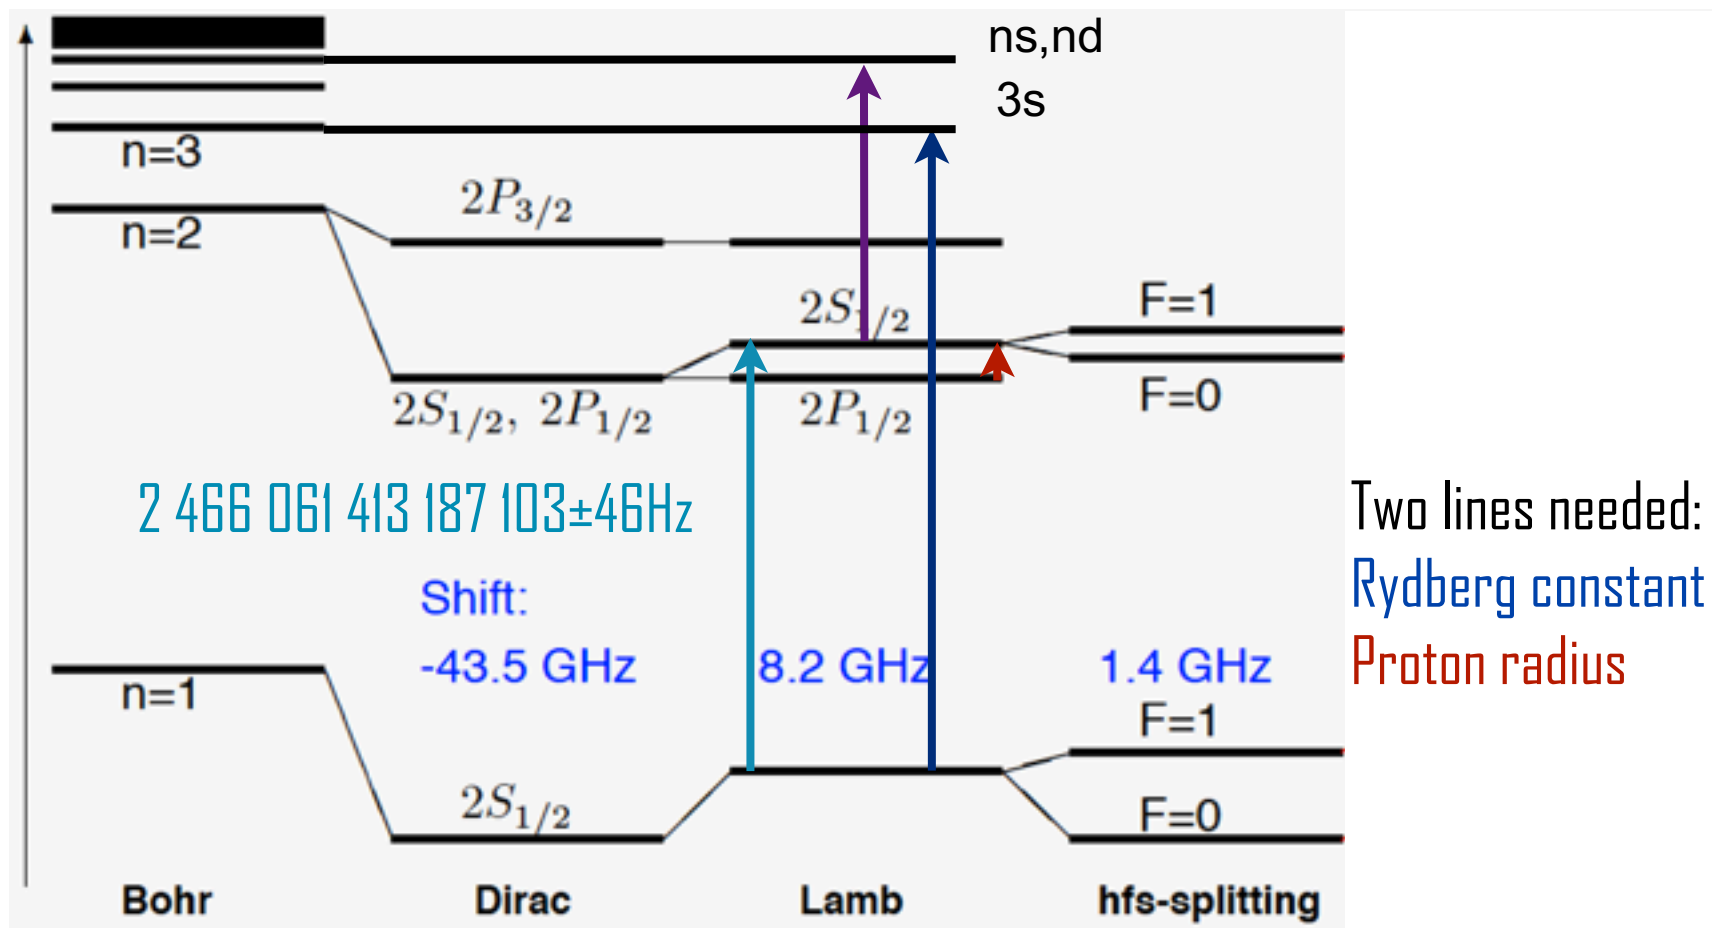 ns,nd
3s
n=3
2P3/2
n=2
2S1/2
F=1
F=0
2S1/2, 2P1/2
2P1/2
2 466 061 413 187 103±46Hz
Two lines needed:
Rydberg constant
Proton radius
Shift:
-43.5 GHz
8.2 GHz
1.4 GHz
n=1
F=1
2S1/2
F=0
Bohr
Dirac
Lamb
hfs-splitting